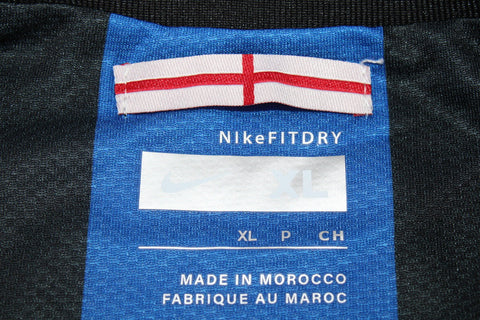 NikeFITDRY
XL
XL P CH
MADE IN MOROCCO
FABRIQUE AU MAROC